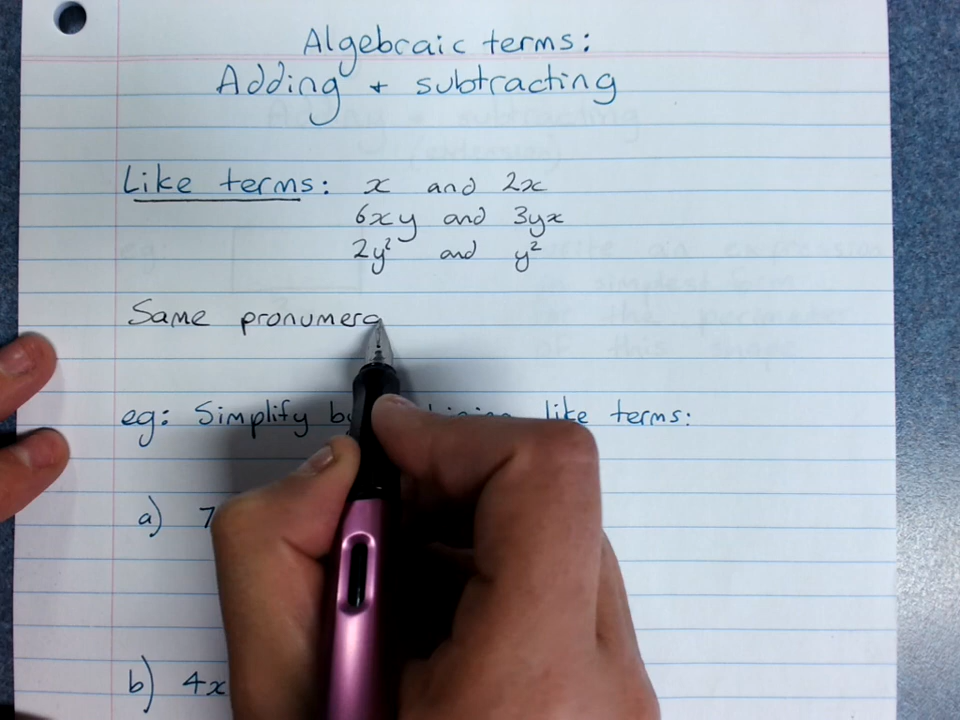 Algebraic terms:
Adding + subtracting
Like terms: x and 2x
6xy and 3yx
2y² and y²
Same pronumera
eg: Simplify by like terms:
a) 7
b) 4x